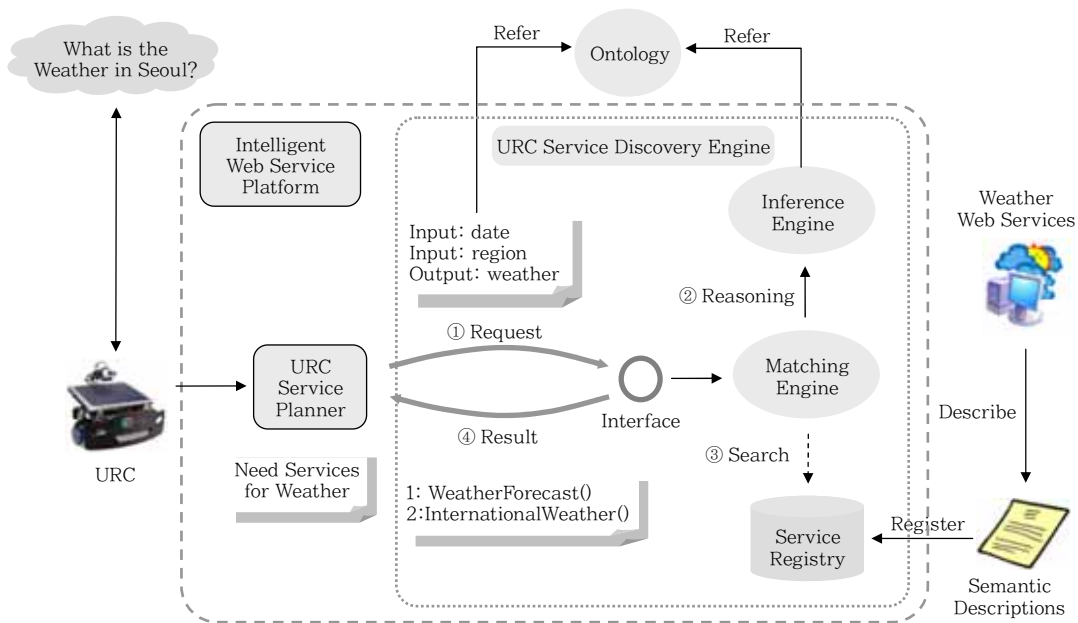 What is the
Weather in Seoul?
Refer
Ontology
Refer
Intelligent
Web Service
Platform
URC Service Discovery Engine
Input: date
Input: region
Output: weather
Inference
Engine
Weather
Web Services
② Reasoning
① Request
URC
Service
Planner
Interface
Matching
Engine
④ Result
Describe
URC
③ Search
Need Services
for Weather
1: WeatherForecast()
2:InternationalWeather()
Service
Registry
Register
Semantic
Descriptions